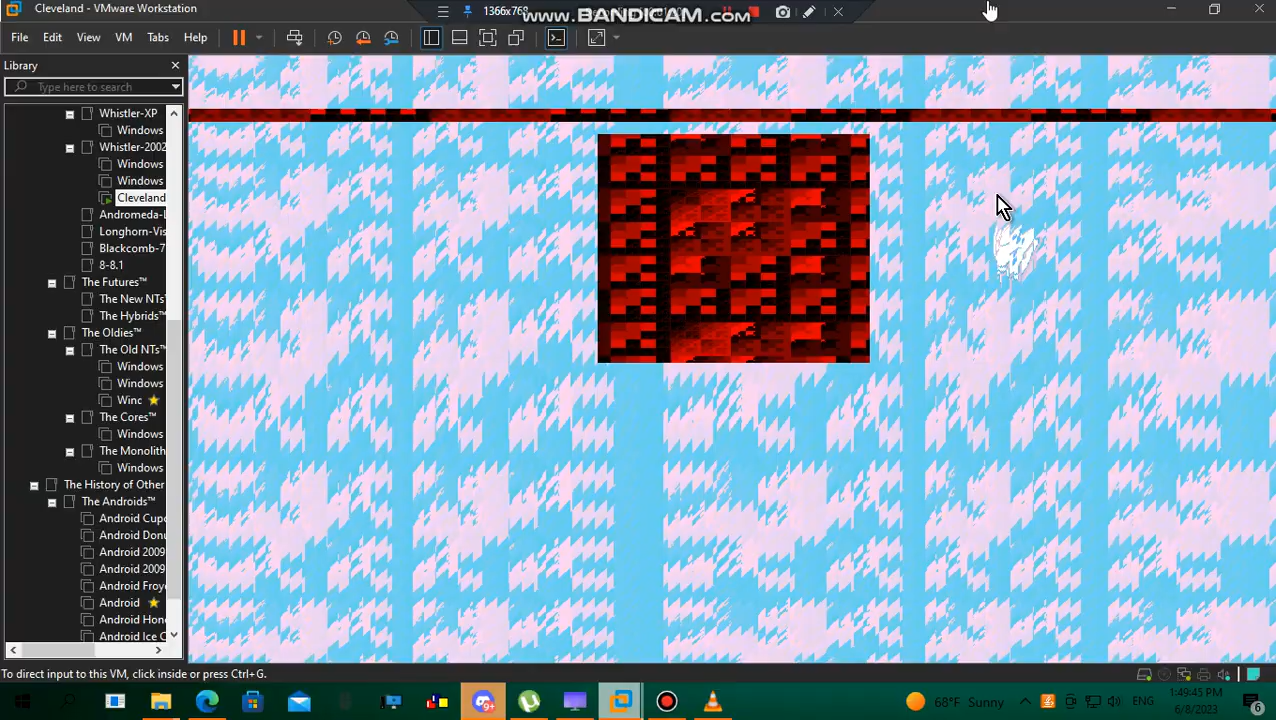 Cleveland - VMware Workstation
1366x768
www.BANDICAM.com
File Edit View VM Tabs Help
Library
Type here to search
Whistler-XP
Windows
Whistler-2002
Windows
Windows
Cleveland
Andromeda-L
Longhorn-Vis
Blackcomb-7
8-8.1
The Futures™
The New NTs
The Hybrids™
The Oldies™
The Old NTs™
Windows
Windows
Winc
The Cores™
Windows
The Monolith
Windows
The History of Other
The Androids™
Android Cupc
Android Donu
Android 2009
Android 2009
Android Froy
Android
Android Hon
Android Ice C
To direct input to this VM, click inside or press Ctrl+G.
9+
68°F Sunny
ENG
1:49:45 PM
6/8/2023
6